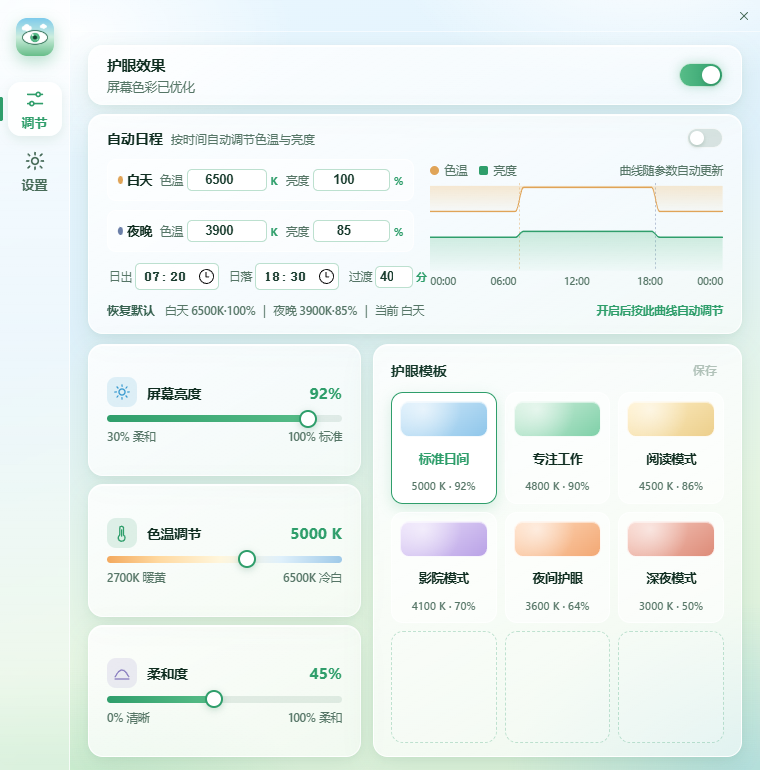 调节
设置
护眼效果
屏幕色彩已优化
自动日程 按时间自动调节色温与亮度
白天 色温 6500 K 亮度 100 %
夜晚 色温 3900 K 亮度 85 %
日出 07:20 日落 18:30 过渡 40 分
色温 亮度 曲线随参数自动更新
00:00 06:00 12:00 18:00 00:00
恢复默认 白天 6500K·100% | 夜晚 3900K·85% | 当前 白天
开启后按此曲线自动调节
屏幕亮度 92%
30% 柔和 100% 标准
色温调节 5000 K
2700K 暖黄 6500K 冷白
柔和度 45%
0% 清晰 100% 柔和
护眼模板 保存
标准日间 专注工作 阅读模式
5000 K · 92% 4800 K · 90% 4500 K · 86%
影院模式 夜间护眼 深夜模式
4100 K · 70% 3600 K · 64% 3000 K · 50%